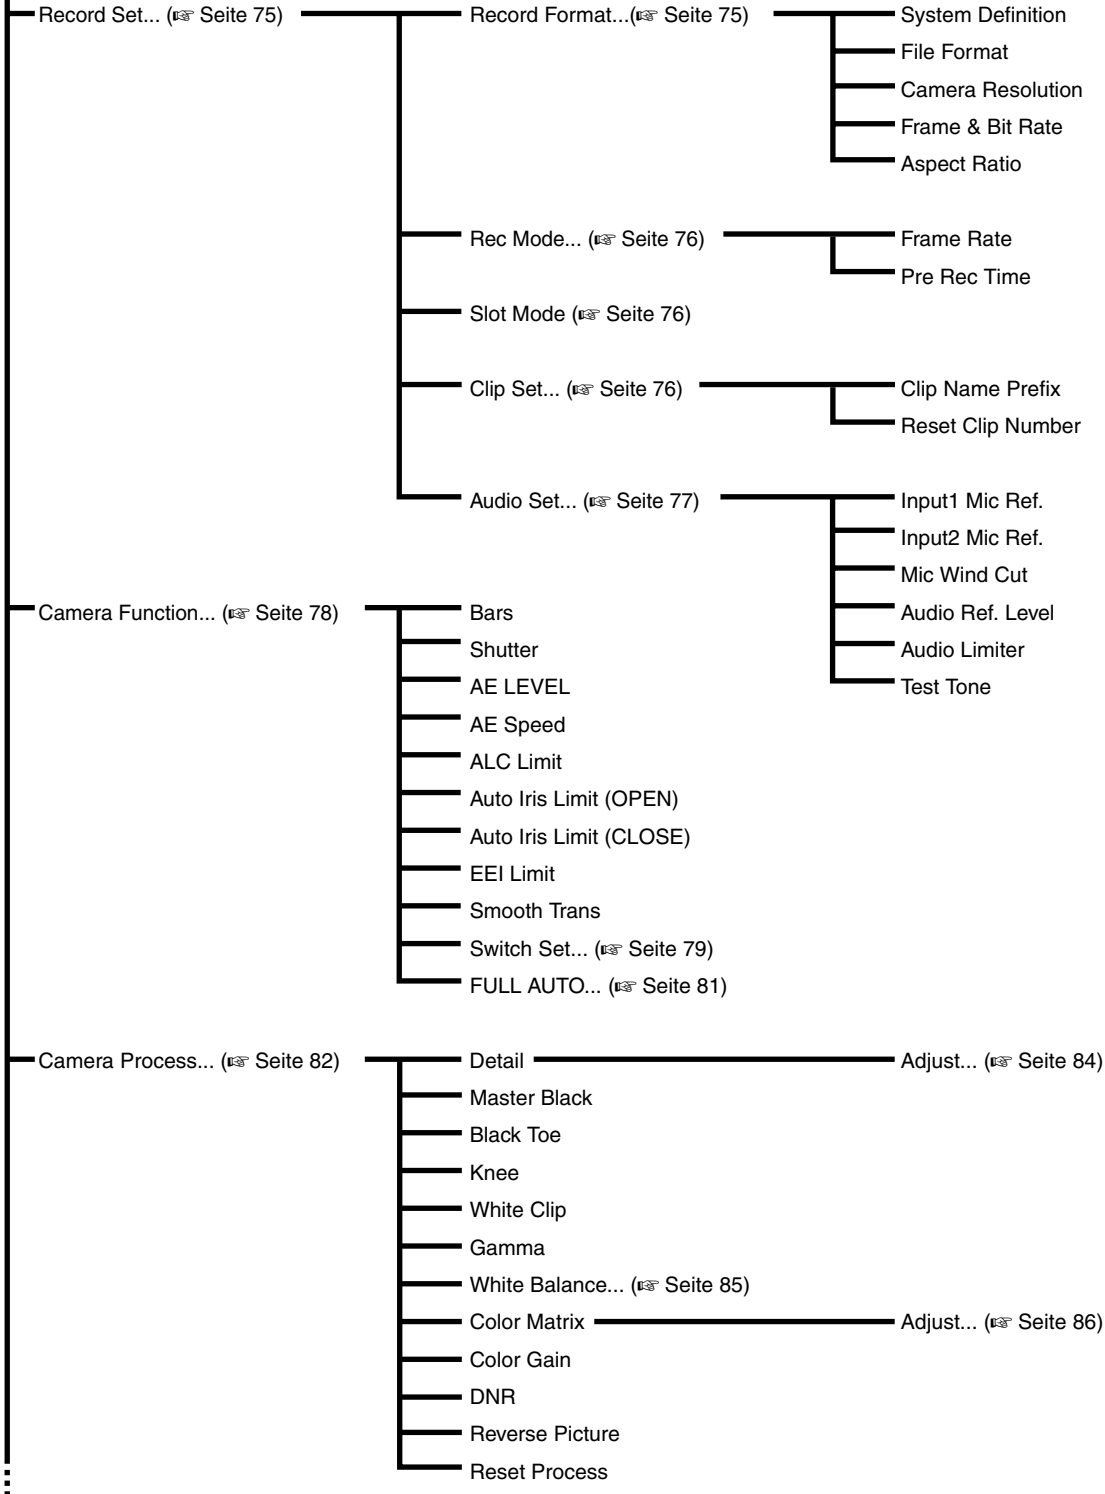 Record Set... (☞ Seite 75)
Record Format...(☞ Seite 75)
System Definition
File Format
Camera Resolution
Frame & Bit Rate
Aspect Ratio
Rec Mode... (☞ Seite 76)
Frame Rate
Pre Rec Time
Slot Mode (☞ Seite 76)
Clip Set... (☞ Seite 76)
Clip Name Prefix
Reset Clip Number
Audio Set... (☞ Seite 77)
Input1 Mic Ref.
Input2 Mic Ref.
Mic Wind Cut
Audio Ref. Level
Audio Limiter
Test Tone
Camera Function... (☞ Seite 78)
Bars
Shutter
AE LEVEL
AE Speed
ALC Limit
Auto Iris Limit (OPEN)
Auto Iris Limit (CLOSE)
EEI Limit
Smooth Trans
Switch Set... (☞ Seite 79)
FULL AUTO... (☞ Seite 81)
Camera Process... (☞ Seite 82)
Detail
Adjust... (☞ Seite 84)
Master Black
Black Toe
Knee
White Clip
Gamma
White Balance... (☞ Seite 85)
Color Matrix
Adjust... (☞ Seite 86)
Color Gain
DNR
Reverse Picture
Reset Process